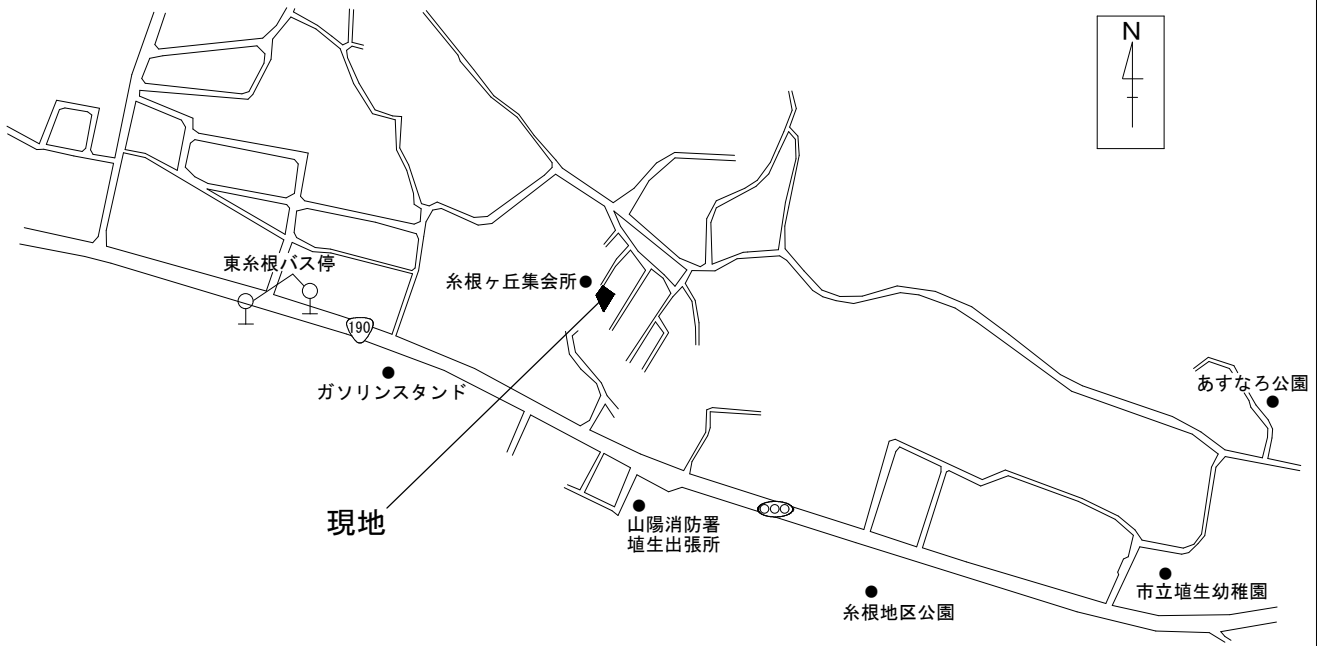 N
東糸根バス停
糸根ヶ丘集会所
190
ガソリンスタンド
あすなろ公園
現地
山陽消防署
埴生出張所
市立埴生幼稚園
糸根地区公園